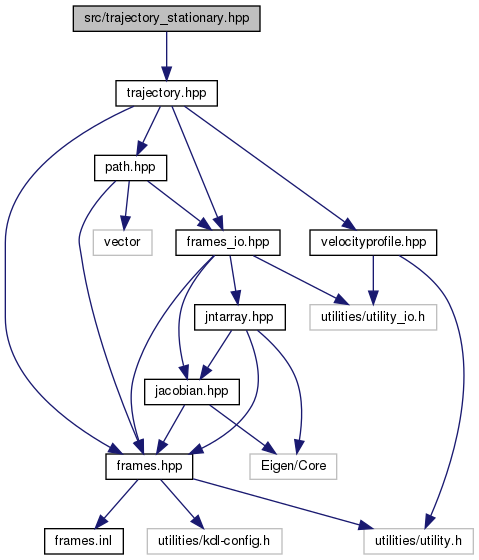 src/trajectory_stationary.hpp
trajectory.hpp
path.hpp
vector
frames_io.hpp
velocityprofile.hpp
jntarray.hpp
utilities/utility_io.h
jacobian.hpp
frames.hpp
Eigen/Core
frames.inl
utilities/kdl-config.h
utilities/utility.h